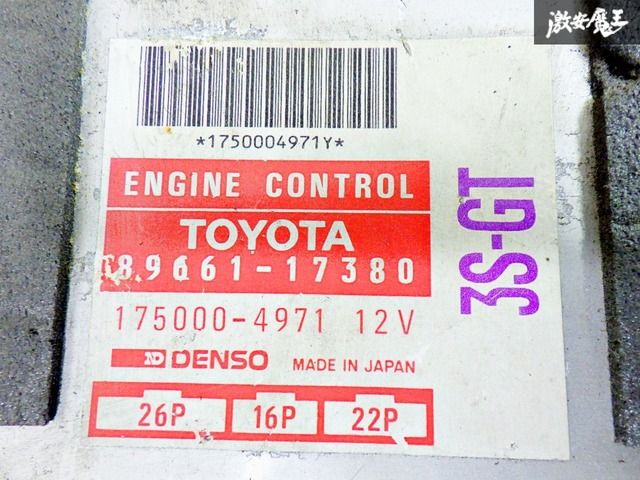 激安魔王
*1750004971Y*
ENGINE CONTROL
TOYOTA
89661-17380
175000-4971 12V
ND DENSO MADE IN JAPAN
26P 16P 22P
3S-GT